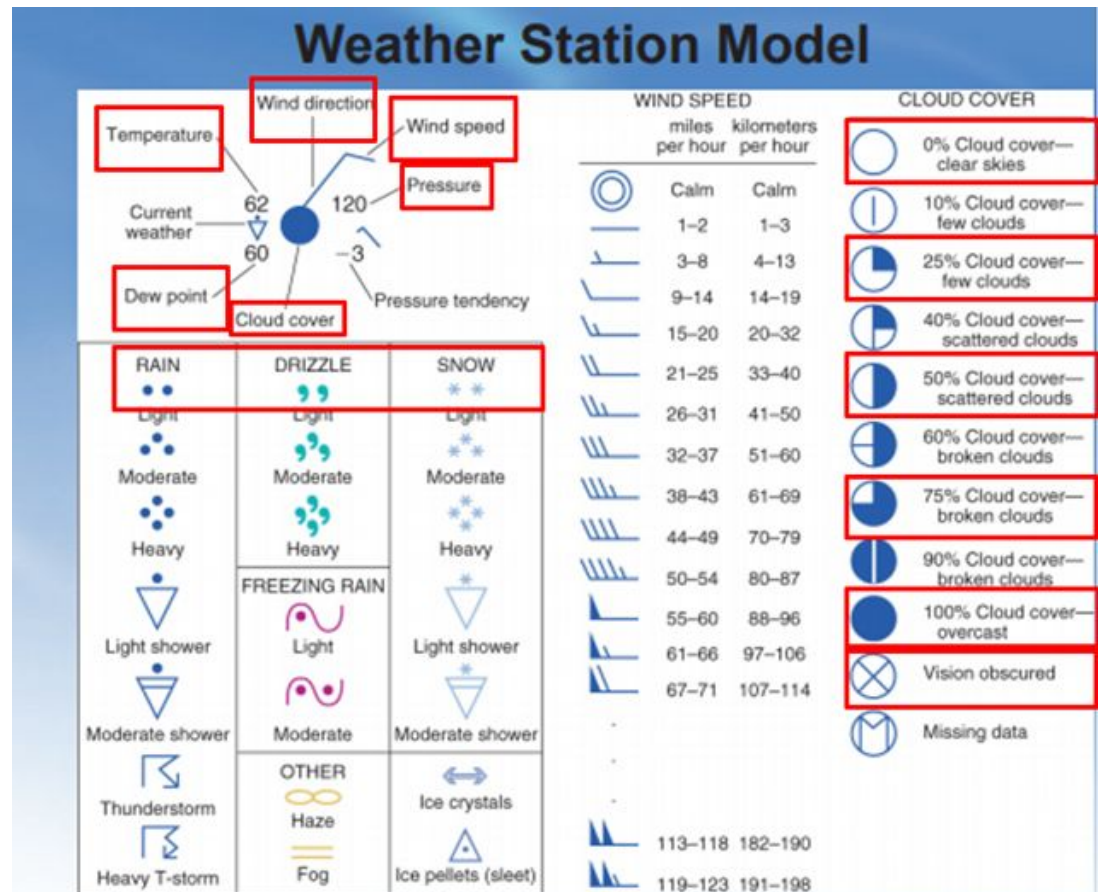 Weather Station Model
Wind direction
Temperature
Wind speed
Pressure
62
120
Current
weather
60
-3
Dew point
Pressure tendency
Cloud cover
RAIN
Light
Moderate
Heavy
Light shower
Moderate shower
Thunderstorm
Heavy T-storm
DRIZZLE
Light
Moderate
Heavy
FREEZING RAIN
Light
Moderate
OTHER
Haze
Fog
SNOW
Light
Moderate
Heavy
Light shower
Moderate shower
Ice crystals
Ice pellets (sleet)
WIND SPEED
miles kilometers
per hour per hour
Calm Calm
1–2 1–3
3–8 4–13
9–14 14–19
15–20 20–32
21–25 33–40
26–31 41–50
32–37 51–60
38–43 61–69
44–49 70–79
50–54 80–87
55–60 88–96
61–66 97–106
67–71 107–114
113–118 182–190
119–123 191–198
CLOUD COVER
0% Cloud cover—
clear skies
10% Cloud cover—
few clouds
25% Cloud cover—
few clouds
40% Cloud cover—
scattered clouds
50% Cloud cover—
scattered clouds
60% Cloud cover—
broken clouds
75% Cloud cover—
broken clouds
90% Cloud cover—
broken clouds
100% Cloud cover—
overcast
Vision obscured
Missing data